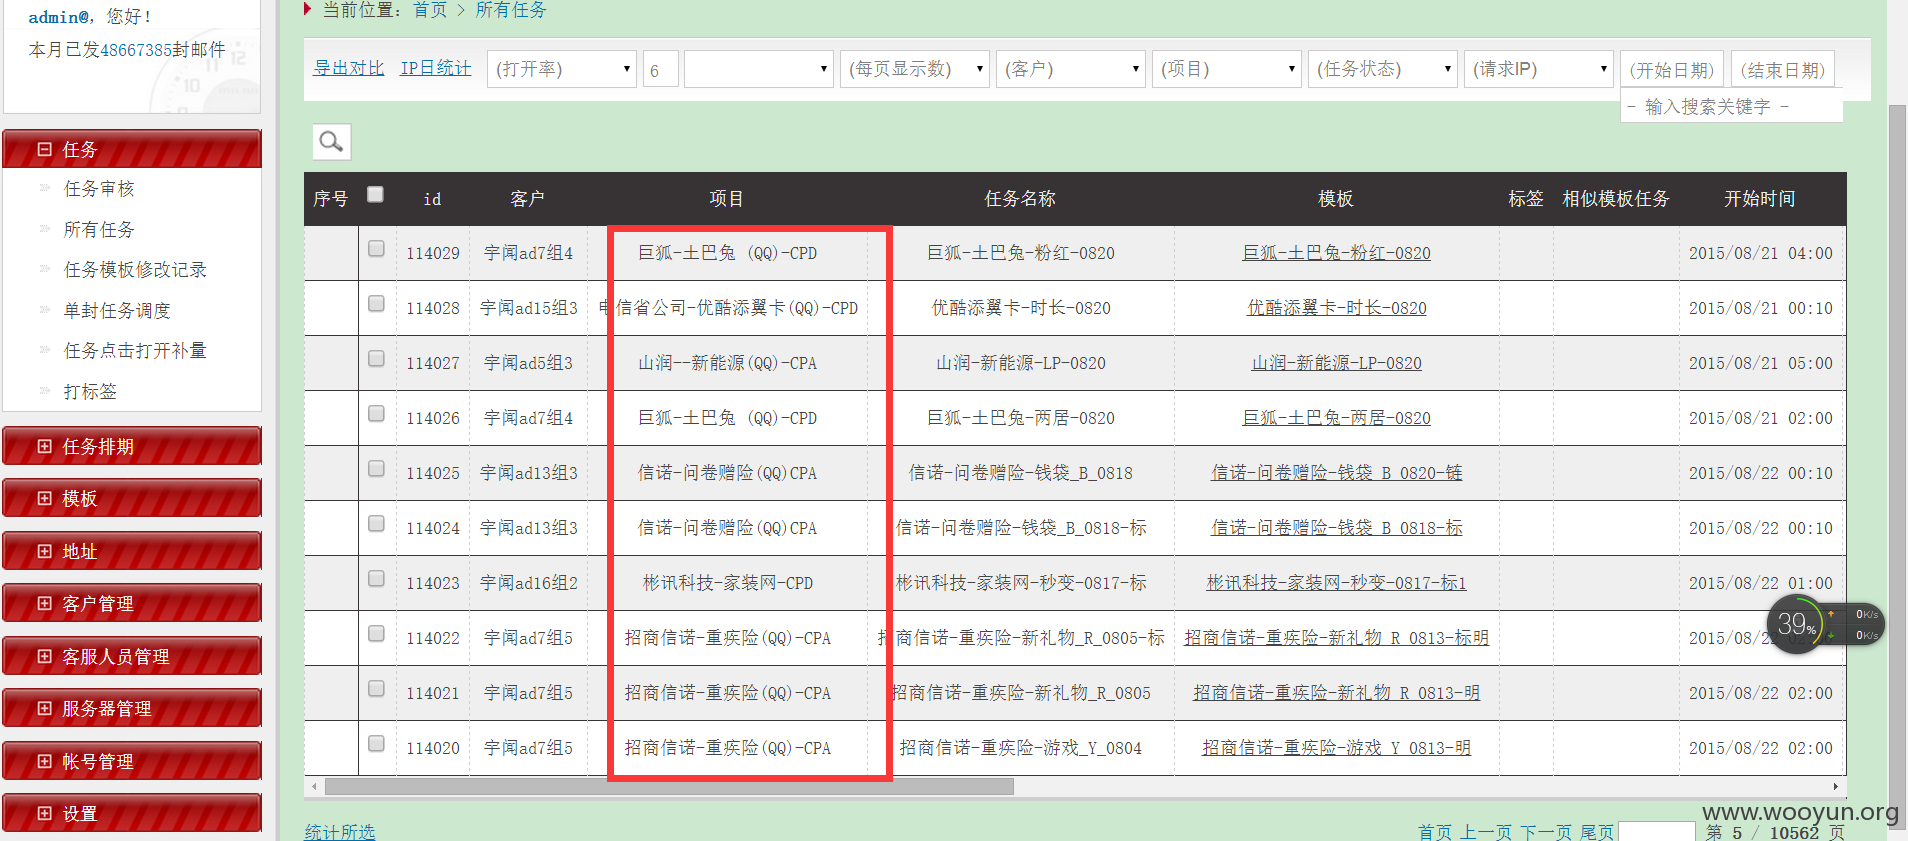 admin@，您好！
本月已发48667385封邮件
任务
任务审核
所有任务
任务模板修改记录
单封任务调度
任务点击打开补量
打标签
任务排期
模板
地址
客户管理
客服人员管理
服务器管理
帐号管理
设置
当前位置：首页 > 所有任务
导出对比 IP日统计 (打开率) 6 (每页显示数) (客户) (项目) (任务状态) (请求IP) (开始日期) (结束日期)
- 输入搜索关键字 -
序号 id 客户 项目 任务名称 模板 标签 相似模板任务 开始时间
114029 宇闻ad7组4 巨狐-土巴兔 (QQ)-CPD 巨狐-土巴兔-粉红-0820 巨狐-土巴兔-粉红-0820 2015/08/21 04:00
114028 宇闻ad15组3 电信省公司-优酷添翼卡(QQ)-CPD 优酷添翼卡-时长-0820 优酷添翼卡-时长-0820 2015/08/21 00:10
114027 宇闻ad5组3 山润--新能源(QQ)-CPA 山润-新能源-LP-0820 山润-新能源-LP-0820 2015/08/21 05:00
114026 宇闻ad7组4 巨狐-土巴兔 (QQ)-CPD 巨狐-土巴兔-两居-0820 巨狐-土巴兔-两居-0820 2015/08/21 02:00
114025 宇闻ad13组3 信诺-问卷赠险(QQ)CPA 信诺-问卷赠险-钱袋_B_0818 信诺-问卷赠险-钱袋_B_0820-链 2015/08/22 00:10
114024 宇闻ad13组3 信诺-问卷赠险(QQ)CPA 信诺-问卷赠险-钱袋_B_0818-标 信诺-问卷赠险-钱袋_B_0818-标 2015/08/22 00:10
114023 宇闻ad16组2 彬讯科技-家装网-CPD 彬讯科技-家装网-秒变-0817-标 彬讯科技-家装网-秒变-0817-标1 2015/08/22 01:00
114022 宇闻ad7组5 招商信诺-重疾险(QQ)-CPA 招商信诺-重疾险-新礼物_R_0805-标 招商信诺-重疾险-新礼物_R_0813-标明 2015/08/22
114021 宇闻ad7组5 招商信诺-重疾险(QQ)-CPA 招商信诺-重疾险-新礼物_R_0805 招商信诺-重疾险-新礼物_R_0813-明 2015/08/22 02:00
114020 宇闻ad7组5 招商信诺-重疾险(QQ)-CPA 招商信诺-重疾险-游戏_Y_0804 招商信诺-重疾险-游戏_Y_0813-明 2015/08/22 02:00
39% 0K/s
0K/s
www.wooyun.org
统计所选 首页 上一页 下一页 尾页 第 5 / 10562 页